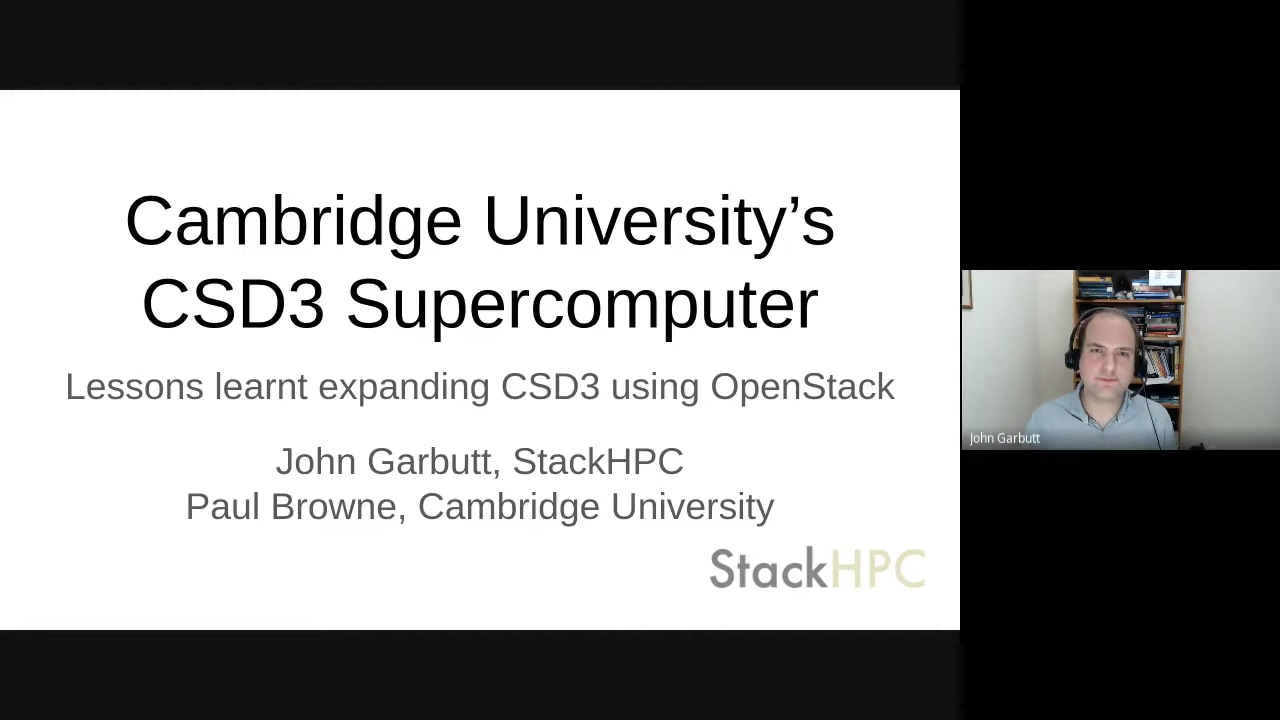 Cambridge University’s
CSD3 Supercomputer
Lessons learnt expanding CSD3 using OpenStack
John Garbutt, StackHPC
Paul Browne, Cambridge University
StackHPC
John Garbutt